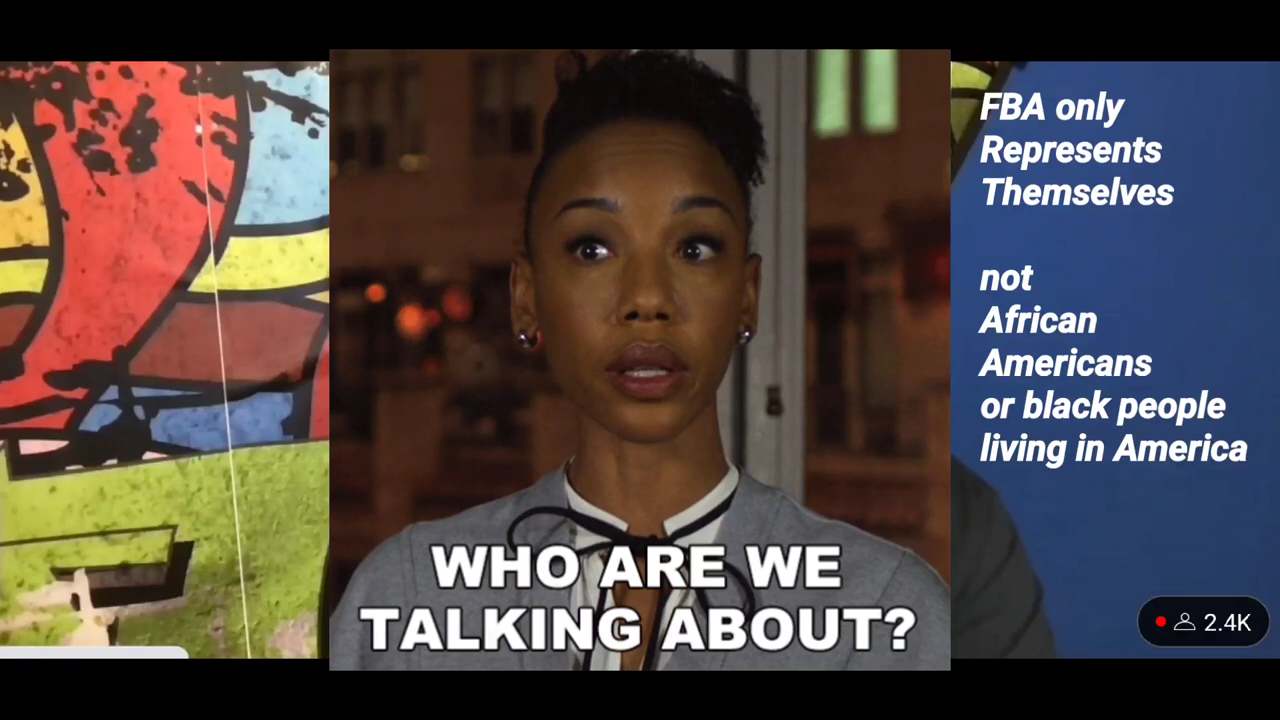 FBA only
Represents
Themselves
not
African
Americans
or black people
living in America
WHO ARE WE
TALKING ABOUT?
2.4K